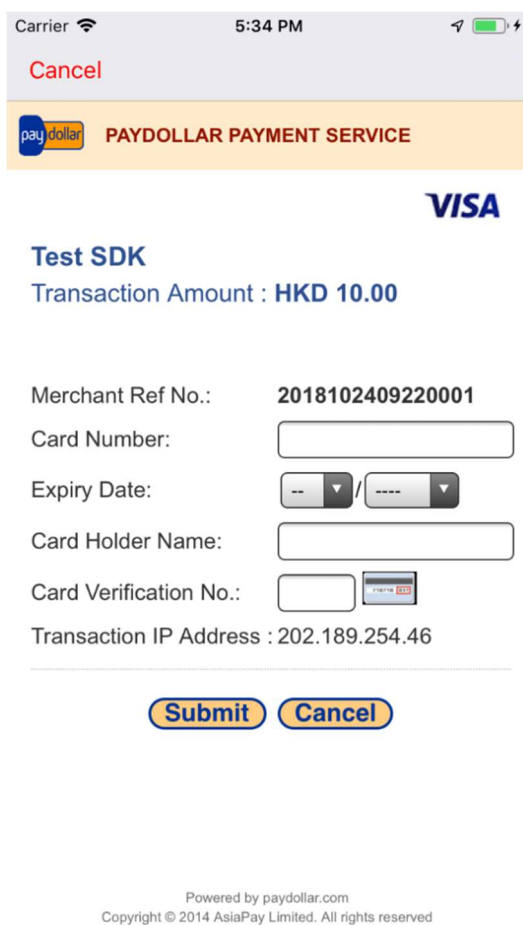 Carrier 5:34 PM
Cancel
paydollar PAYDOLLAR PAYMENT SERVICE
VISA
Test SDK
Transaction Amount : HKD 10.00
Merchant Ref No.: 2018102409220001
Card Number:
Expiry Date: -- / ----
Card Holder Name:
Card Verification No.:
Transaction IP Address : 202.189.254.46
Submit Cancel
Powered by paydollar.com
Copyright © 2014 AsiaPay Limited. All rights reserved